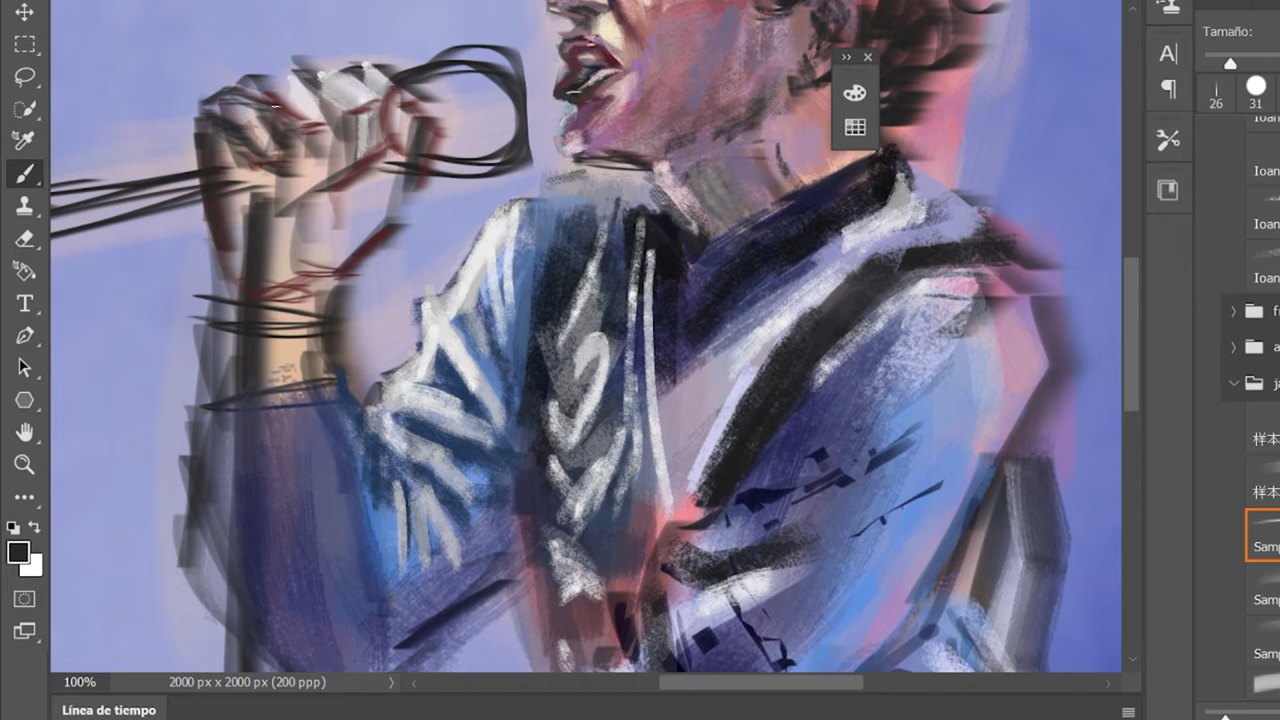 Tamaño:
26
31
Ioan
Ioan
Ioan
样本
样本
Samp
Samp
Samp
100%
2000 px x 2000 px (200 ppp)
Línea de tiempo